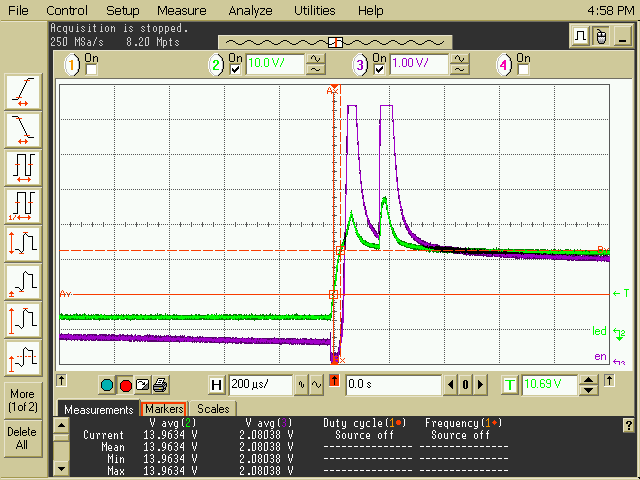 File Control Setup Measure Analyze Utilities Help 4:58 PM
Acquisition is stopped.
250 MSa/s 8.20 Mpts
1 On 2 On 10.0 V/ 3 On 1.00 V/ 4 On
Ax
Bx
By
Ay
T
led 2
en 3
H 200 µs/ 0.0 s 0 T 10.69 V
More
(1 of 2)
Delete
All
Measurements Markers Scales
V avg(2) V avg(3) Duty cycle(1) Frequency(1)
Current 13.9634 V 2.08038 V Source off Source off
Mean 13.9634 V 2.08038 V
Min 13.9634 V 2.08038 V
Max 13.9634 V 2.08038 V
?